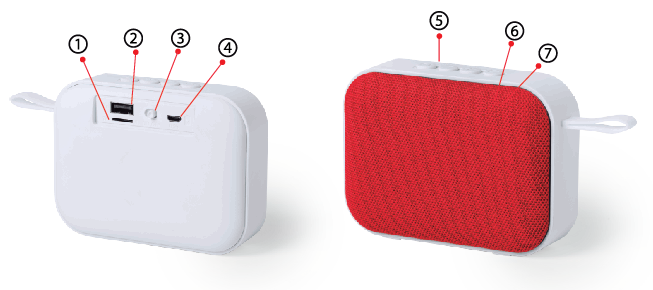 ① ② ③ ④ ⑤ ⑥ ⑦